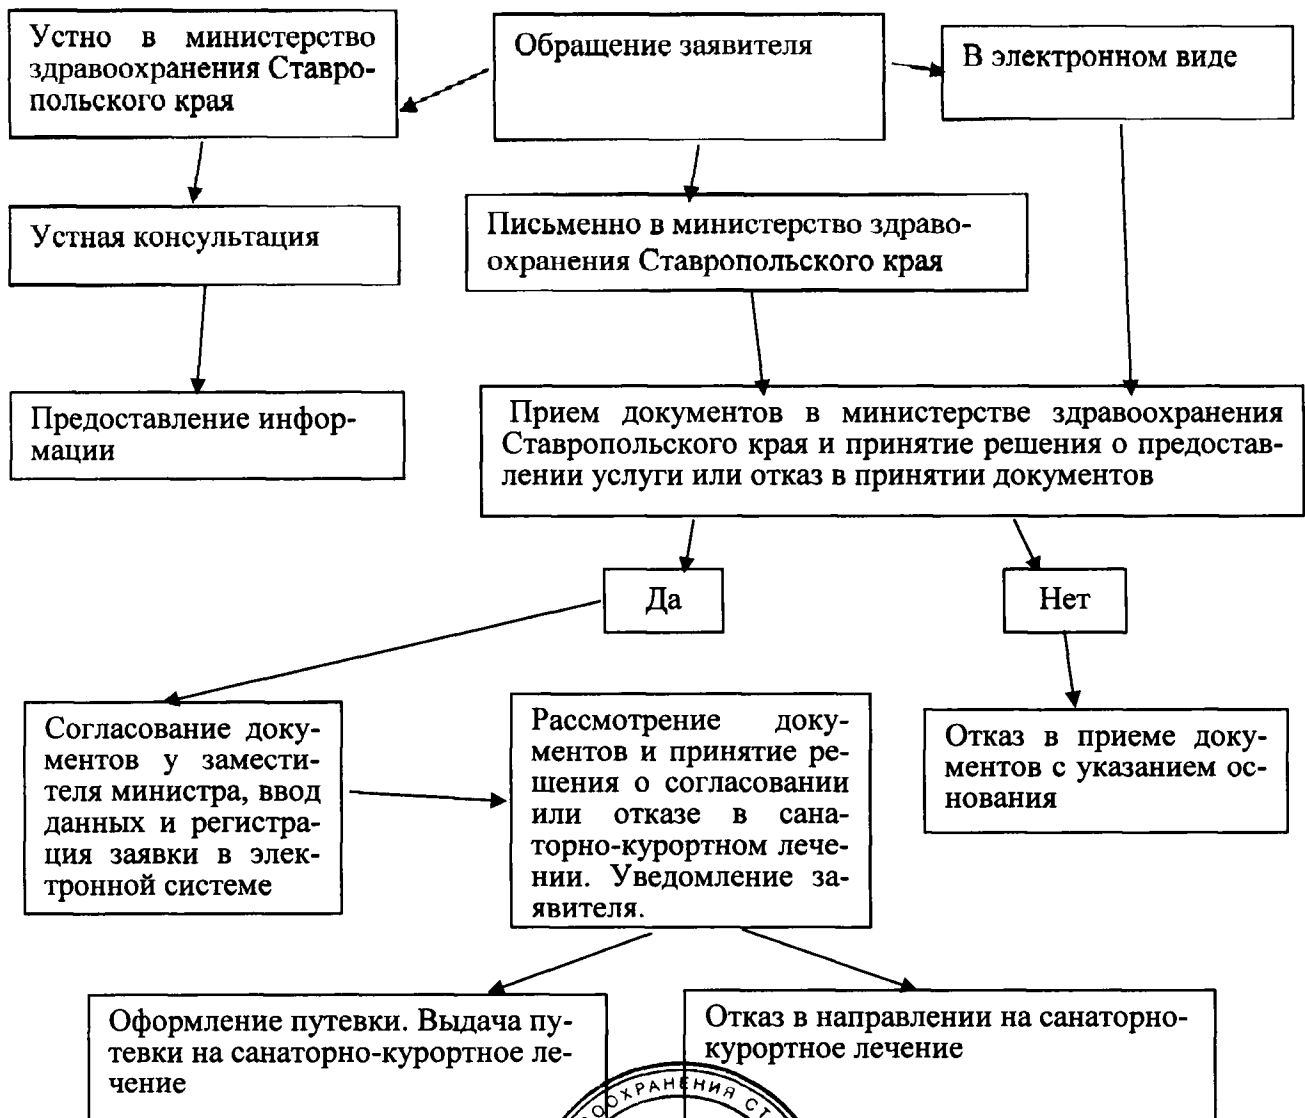 Устно в министерство
здравоохранения Ставро-
польского края
Обращение заявителя
В электронном виде
Устная консультация
Письменно в министерство здраво-
охранения Ставропольского края
Предоставление инфор-
мации
Прием документов в министерстве здравоохранения
Ставропольского края и принятие решения о предостав-
лении услуги или отказ в принятии документов
Да
Нет
Согласование доку-
ментов у замести-
теля министра, ввод
данных и регистра-
ция заявки в элек-
тронной системе
Рассмотрение доку-
ментов и принятие ре-
шения о согласовании
или отказе в сана-
торно-курортном лече-
нии. Уведомление за-
явителя.
Отказ в приеме доку-
ментов с указанием ос-
нования
Оформление путевки. Выдача пу-
тевки на санаторно-курортное ле-
чение
Отказ в направлении на санаторно-
курортное лечение
ООХРАНЕНИЯ СТ